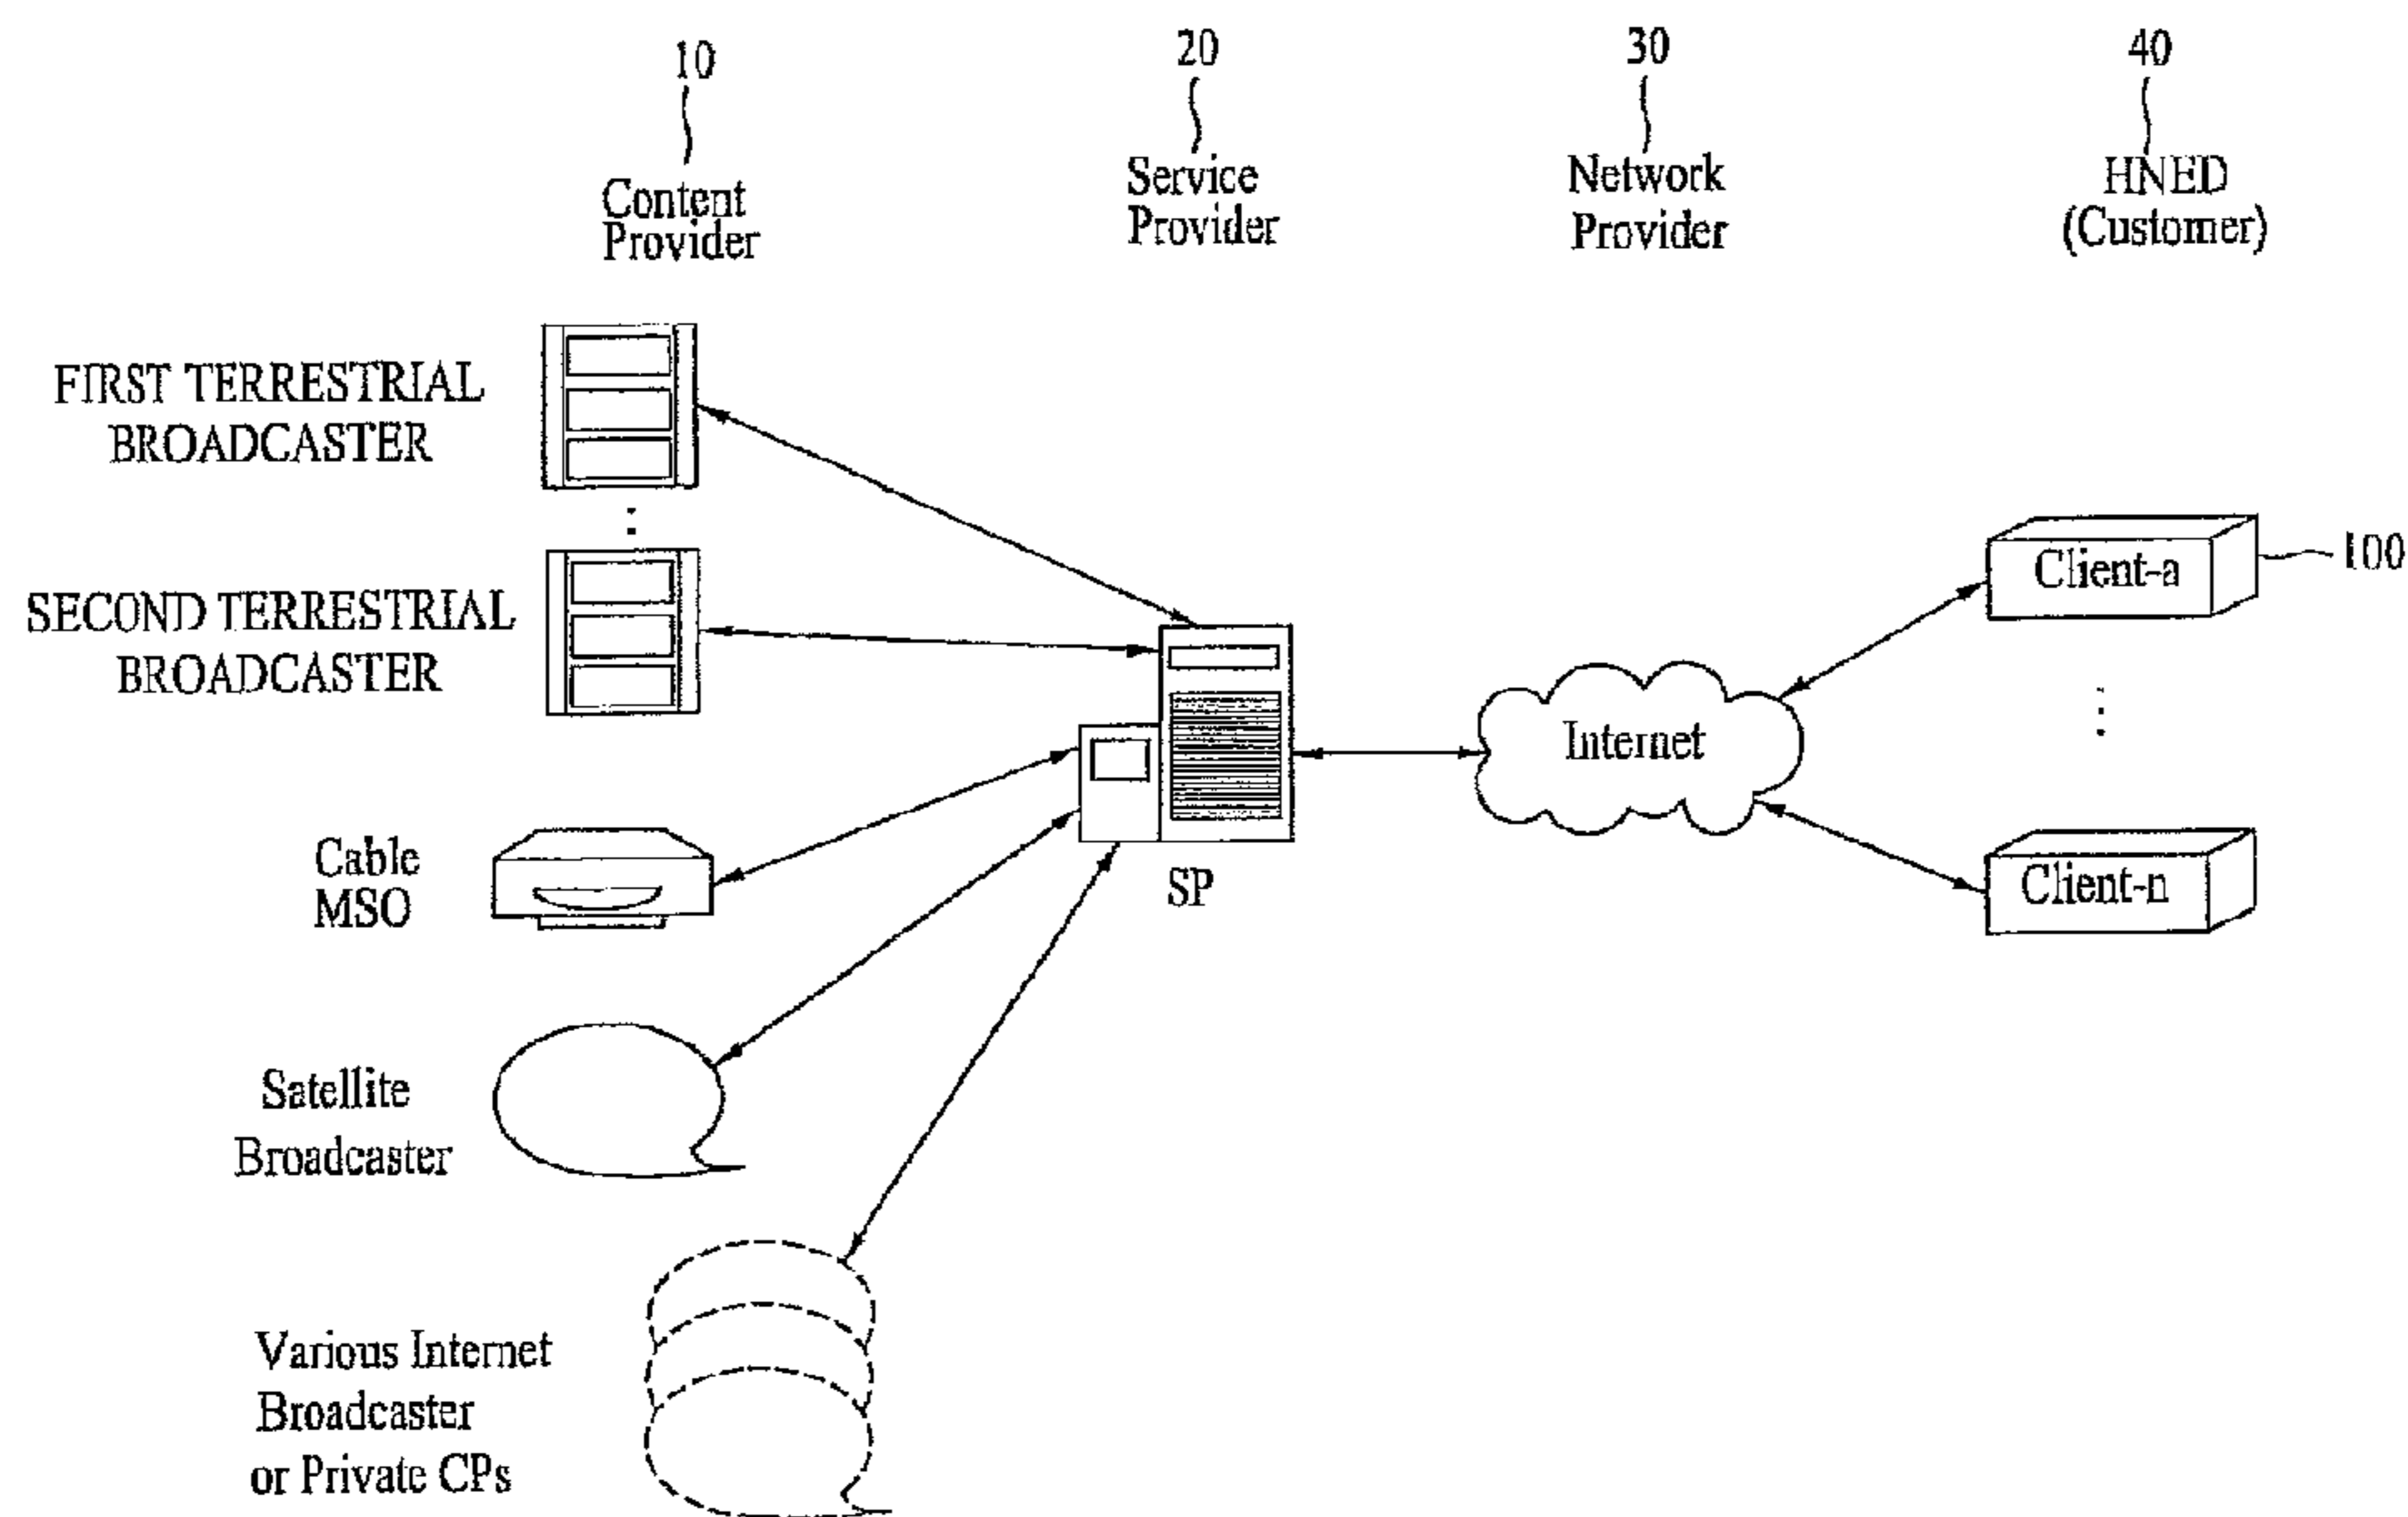 10
20
30
40
Content
Provider
Service
Provider
Network
Provider
HNED
(Customer)
FIRST TERRESTRIAL
BROADCASTER
SECOND TERRESTRIAL
BROADCASTER
Client-a
100
Internet
Cable
MSO
SP
Client-n
Satellite
Broadcaster
Various Internet
Broadcaster
or Private CPs